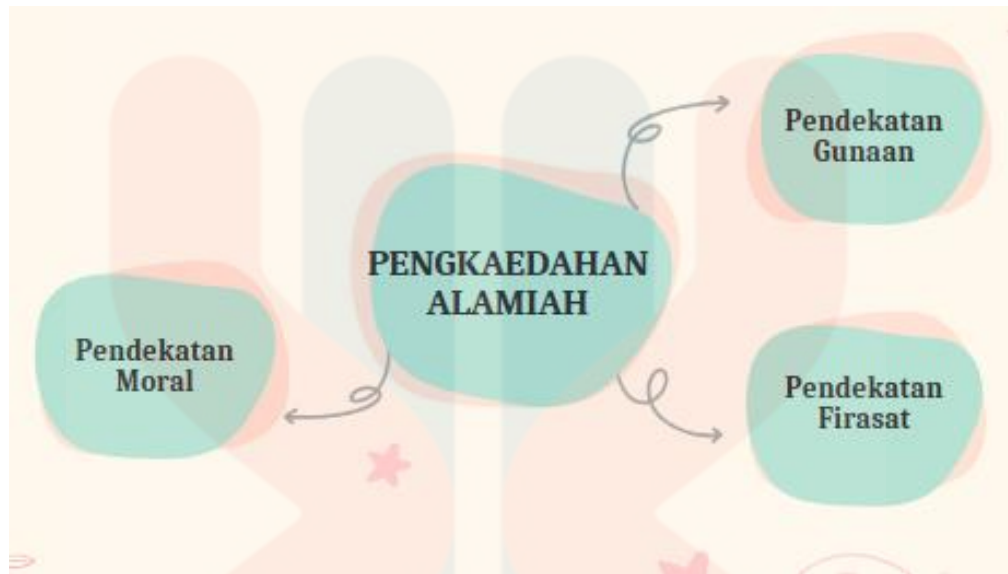 Pendekatan
Gunaan
PENGKAEDAHAN
ALAMIAH
Pendekatan
Moral
Pendekatan
Firasat